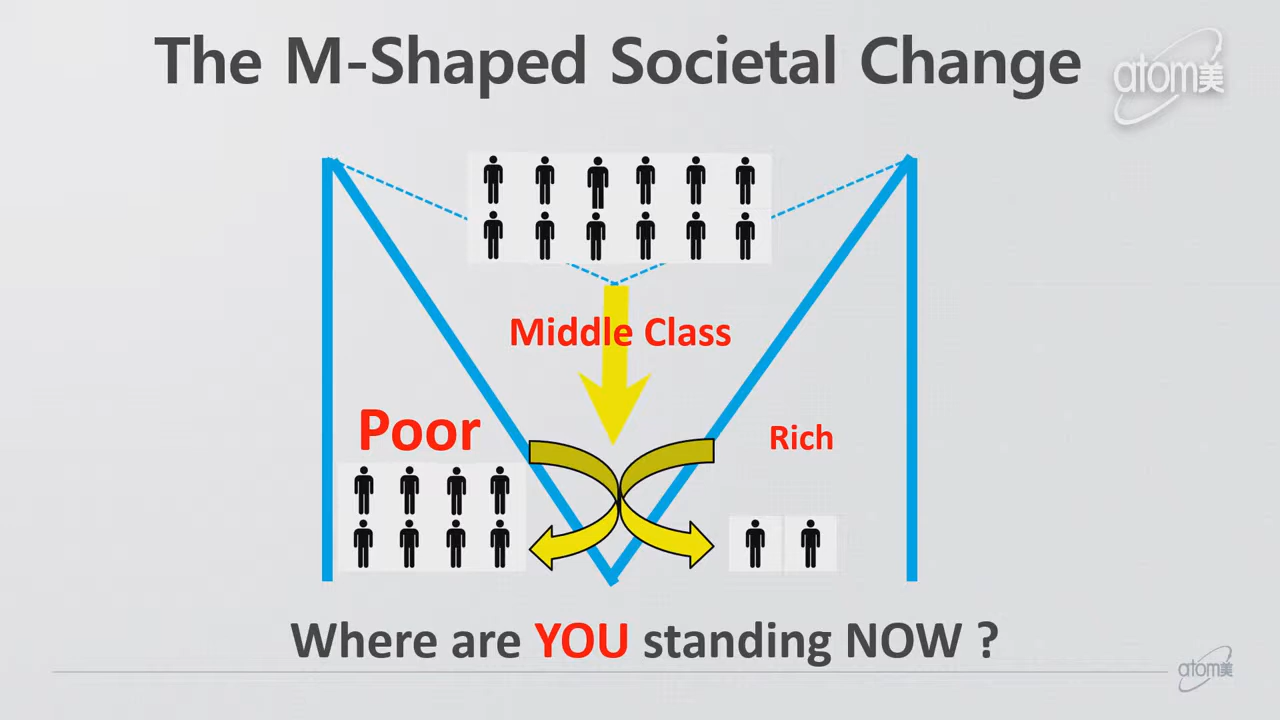 The M-Shaped Societal Change
atom美
Middle Class
Poor
Rich
Where are YOU standing NOW ?
atom美